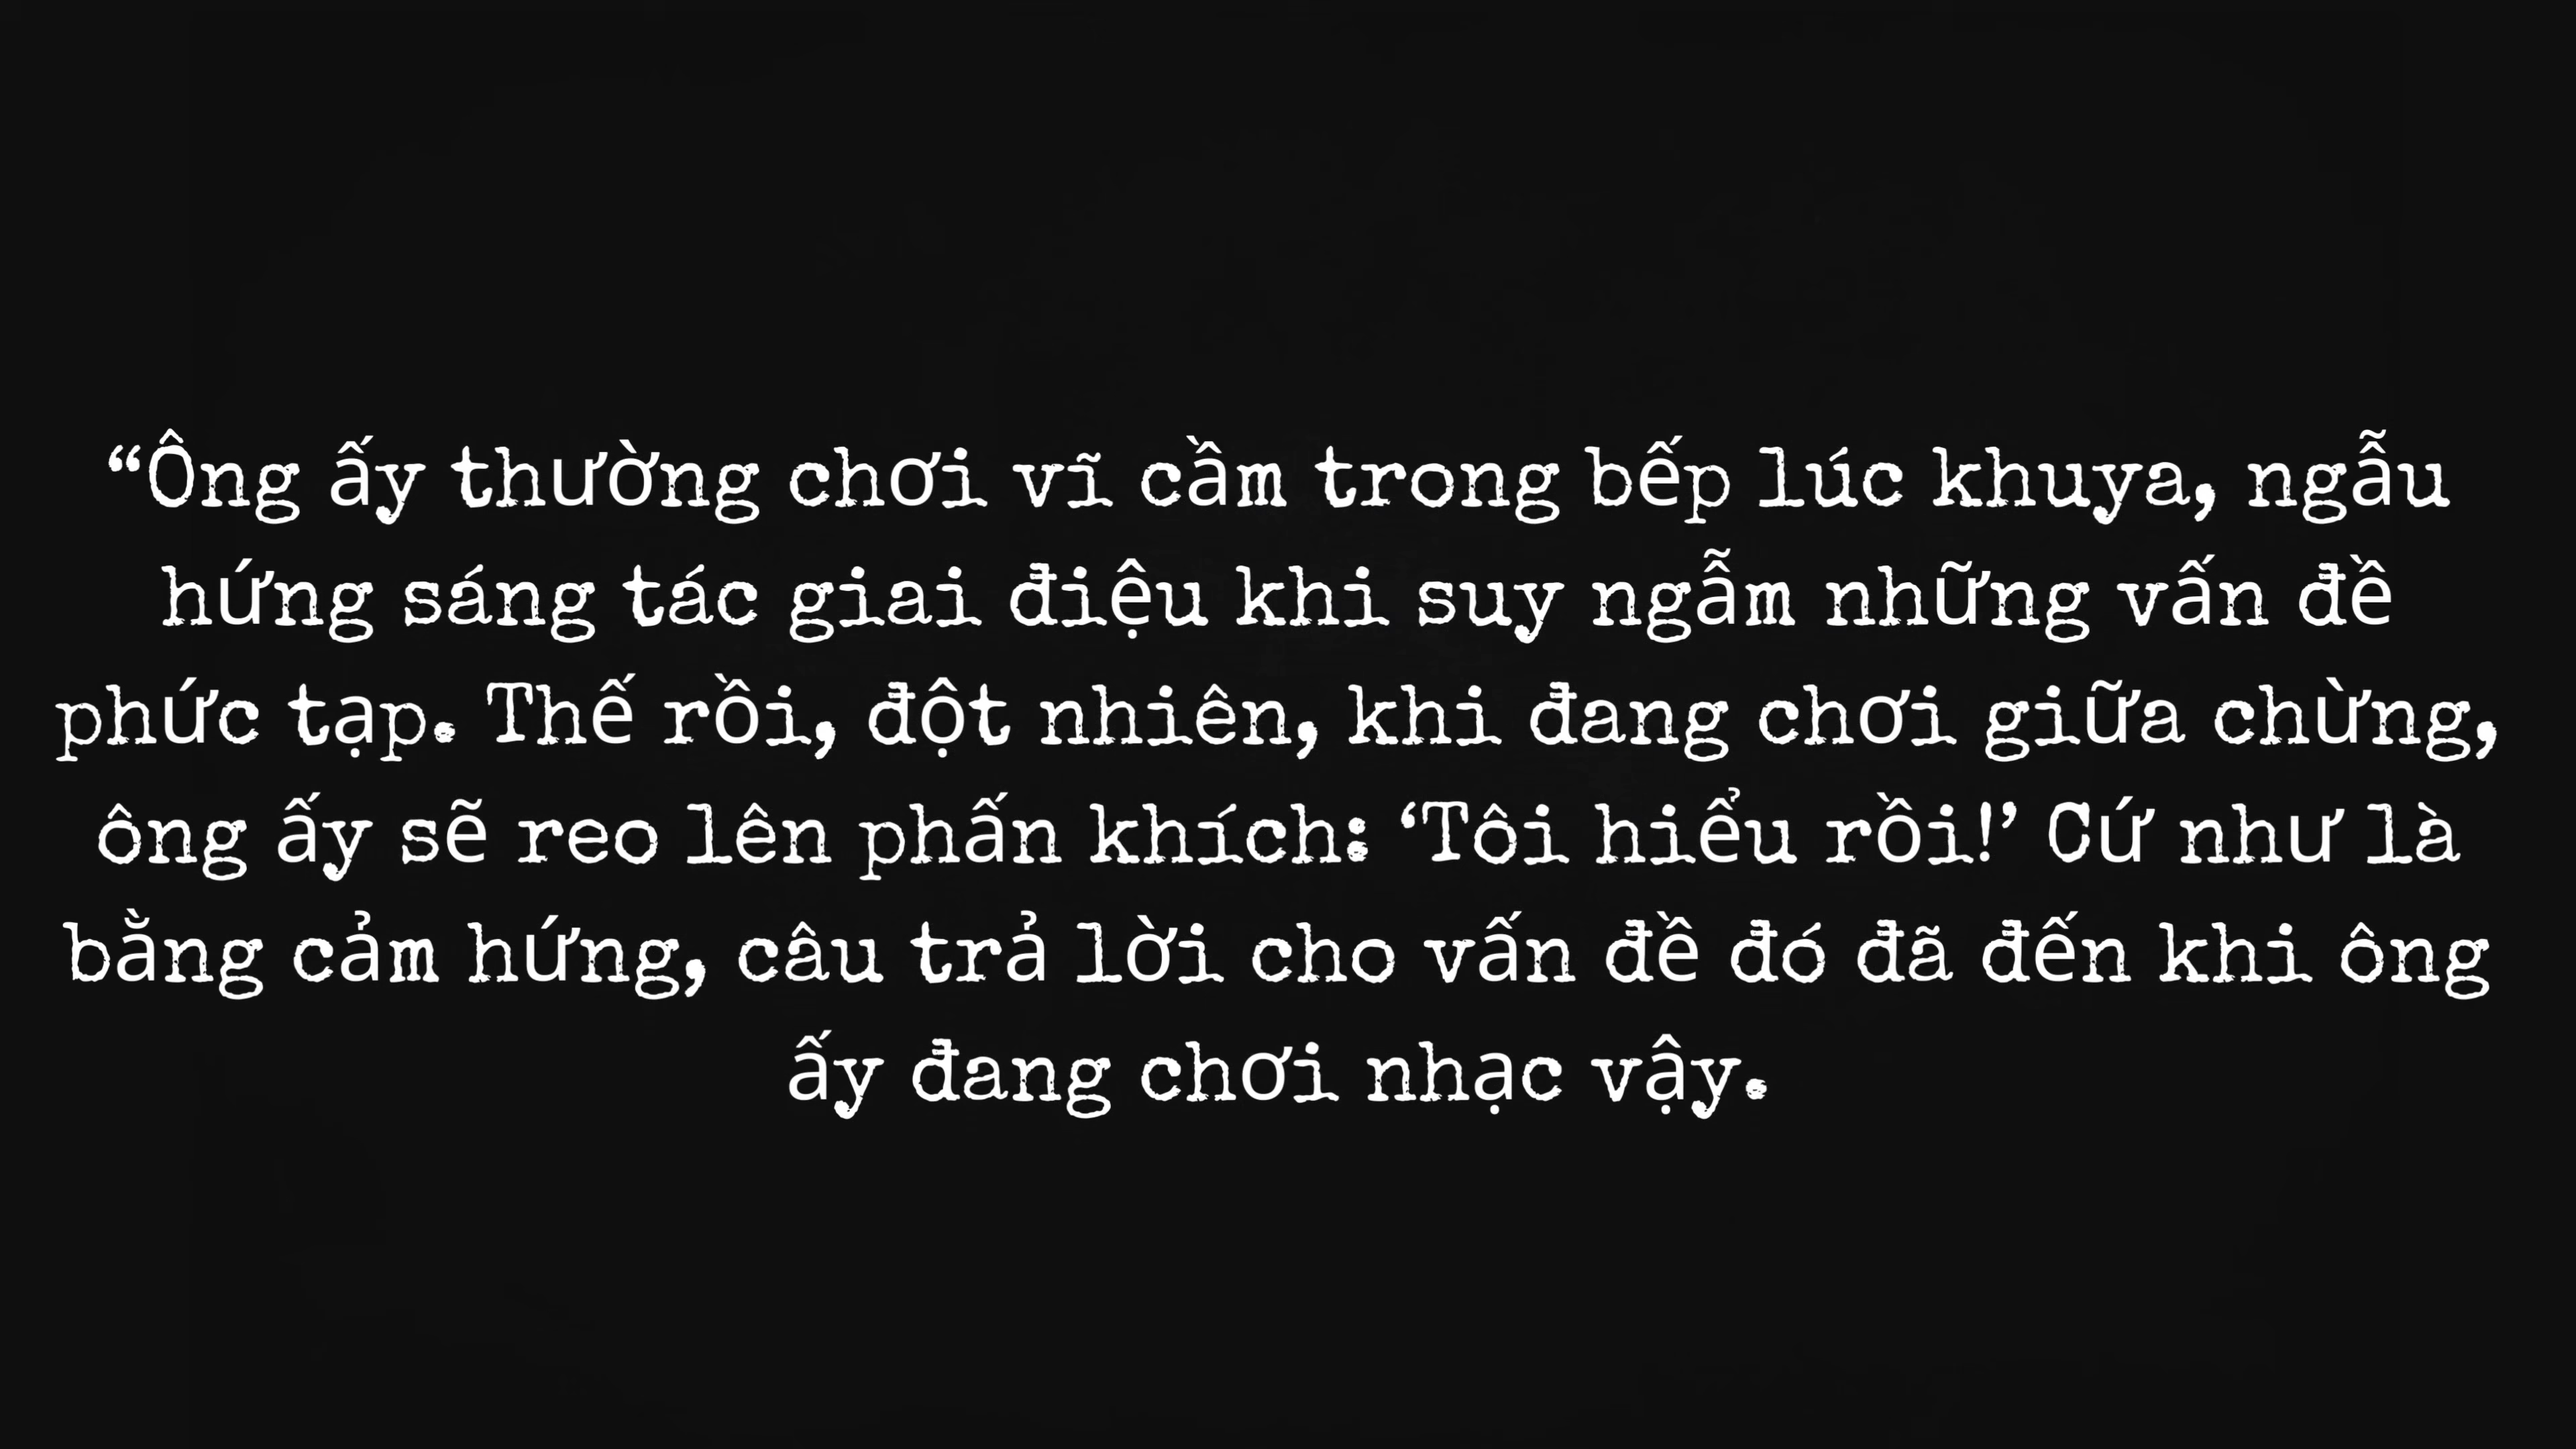 “Ông ấy thường chơi vĩ cầm trong bếp lúc khuya, ngẫu
hứng sáng tác giai điệu khi suy ngẫm những vấn đề
phức tạp. Thế rồi, đột nhiên, khi đang chơi giữa chừng,
ông ấy sẽ reo lên phấn khích: ‘Tôi hiểu rồi!’ Cứ như là
bằng cảm hứng, câu trả lời cho vấn đề đó đã đến khi ông
ấy đang chơi nhạc vậy.